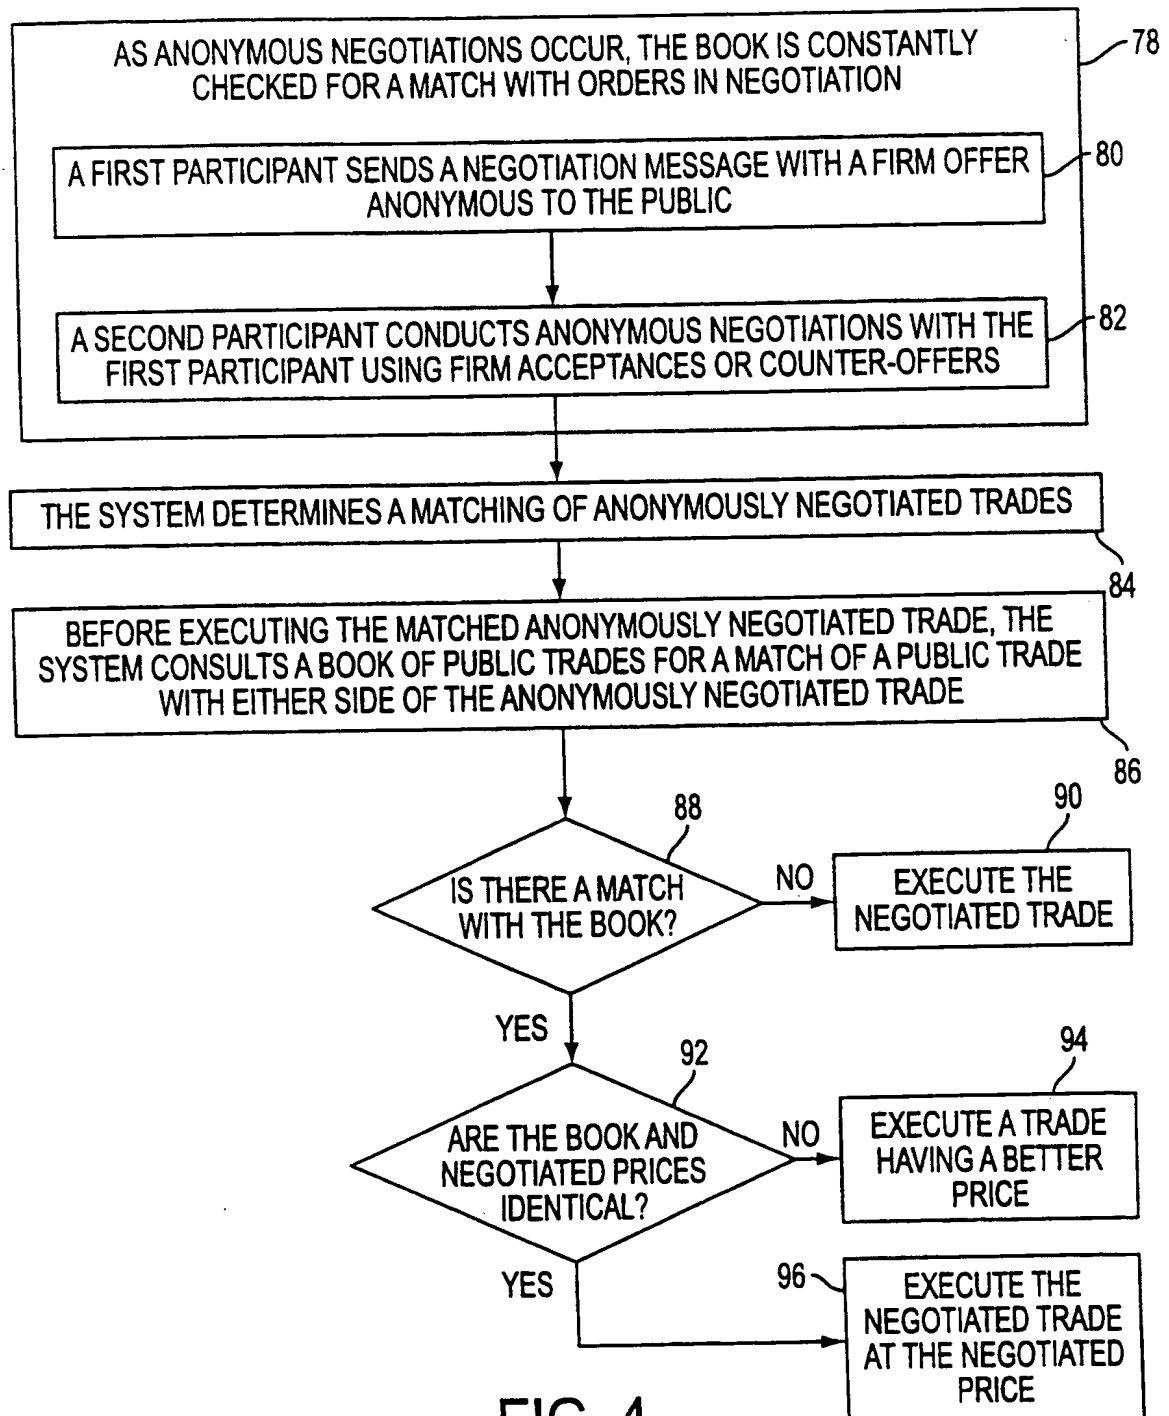 AS ANONYMOUS NEGOTIATIONS OCCUR, THE BOOK IS CONSTANTLY
CHECKED FOR A MATCH WITH ORDERS IN NEGOTIATION
78
A FIRST PARTICIPANT SENDS A NEGOTIATION MESSAGE WITH A FIRM OFFER
ANONYMOUS TO THE PUBLIC
80
A SECOND PARTICIPANT CONDUCTS ANONYMOUS NEGOTIATIONS WITH THE
FIRST PARTICIPANT USING FIRM ACCEPTANCES OR COUNTER-OFFERS
82
THE SYSTEM DETERMINES A MATCHING OF ANONYMOUSLY NEGOTIATED TRADES
84
BEFORE EXECUTING THE MATCHED ANONYMOUSLY NEGOTIATED TRADE, THE
SYSTEM CONSULTS A BOOK OF PUBLIC TRADES FOR A MATCH OF A PUBLIC TRADE
WITH EITHER SIDE OF THE ANONYMOUSLY NEGOTIATED TRADE
86
88
IS THERE A MATCH
WITH THE BOOK?
NO
90
EXECUTE THE
NEGOTIATED TRADE
YES
92
ARE THE BOOK AND
NEGOTIATED PRICES
IDENTICAL?
NO
94
EXECUTE A TRADE
HAVING A BETTER
PRICE
YES
96
EXECUTE THE
NEGOTIATED TRADE
AT THE NEGOTIATED
PRICE
FIG. 4